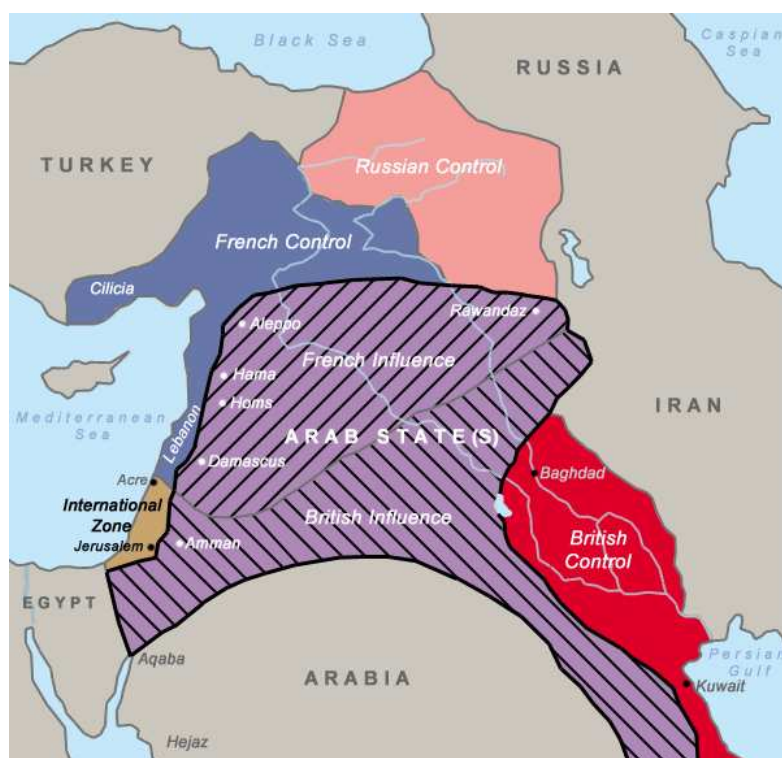 Black Sea
Caspian
Sea
RUSSIA
TURKEY
Russian Control
French Control
Cilicia
Rawandaz
Aleppo
French Influence
Hama
Homs
IRAN
Mediterranean
Sea
Lebanon
ARAB STATE(S)
Damascus
Baghdad
Acre
International
Zone
British Influence
British
Control
Jerusalem
Amman
EGYPT
Aqaba
Persian
Gulf
ARABIA
Kuwait
Hejaz